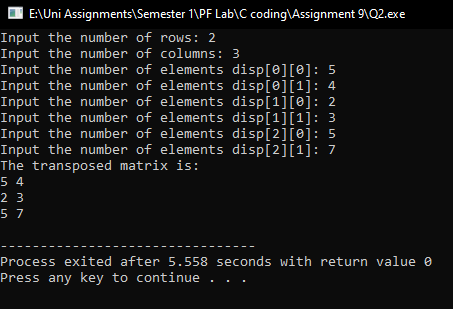 E:\Uni Assignments\Semester 1\PF Lab\C coding\Assignment 9\Q2.exe
Input the number of rows: 2
Input the number of columns: 3
Input the number of elements disp[0][0]: 5
Input the number of elements disp[0][1]: 4
Input the number of elements disp[1][0]: 2
Input the number of elements disp[1][1]: 3
Input the number of elements disp[2][0]: 5
Input the number of elements disp[2][1]: 7
The transposed matrix is:
5 4
2 3
5 7
--------------------------------
Process exited after 5.558 seconds with return value 0
Press any key to continue . . .